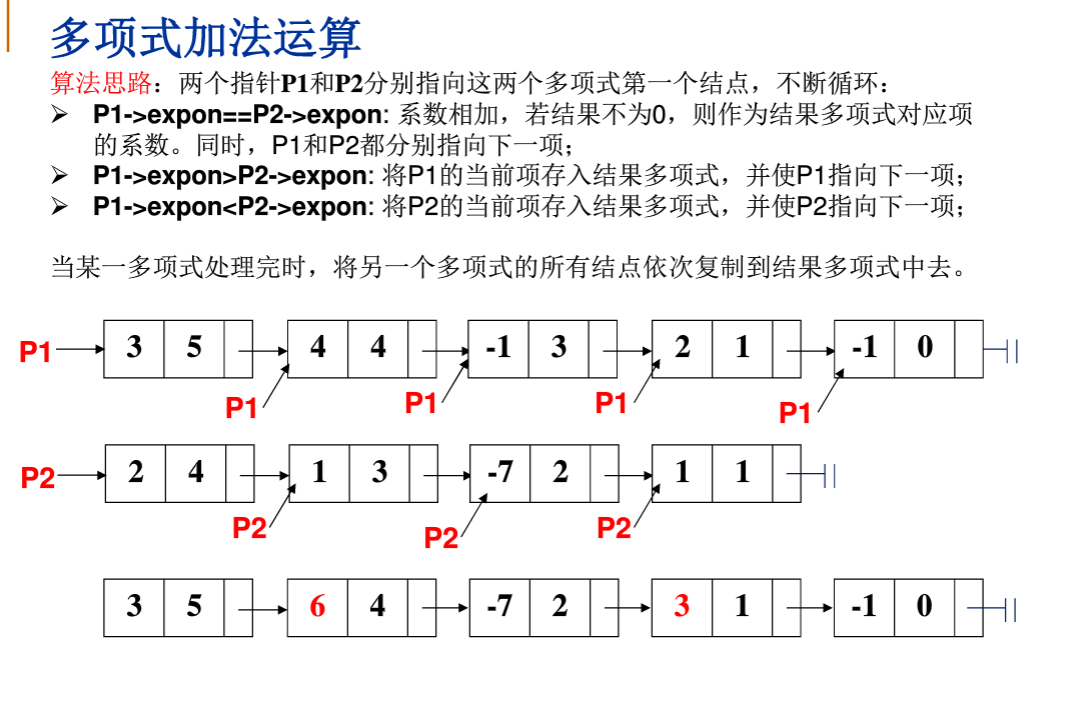 多项式加法运算
算法思路：两个指针P1和P2分别指向这两个多项式第一个结点，不断循环：
➢ P1->expon==P2->expon: 系数相加，若结果不为0，则作为结果多项式对应项
的系数。同时，P1和P2都分别指向下一项；
➢ P1->expon>P2->expon: 将P1的当前项存入结果多项式，并使P1指向下一项；
➢ P1->expon<P2->expon: 将P2的当前项存入结果多项式，并使P2指向下一项；
当某一多项式处理完时，将另一个多项式的所有结点依次复制到结果多项式中去。
P1 3 5 4 4 -1 3 2 1 -1 0
P1 P1 P1 P1
P2 2 4 1 3 -7 2 1 1
P2 P2 P2
3 5 6 4 -7 2 3 1 -1 0